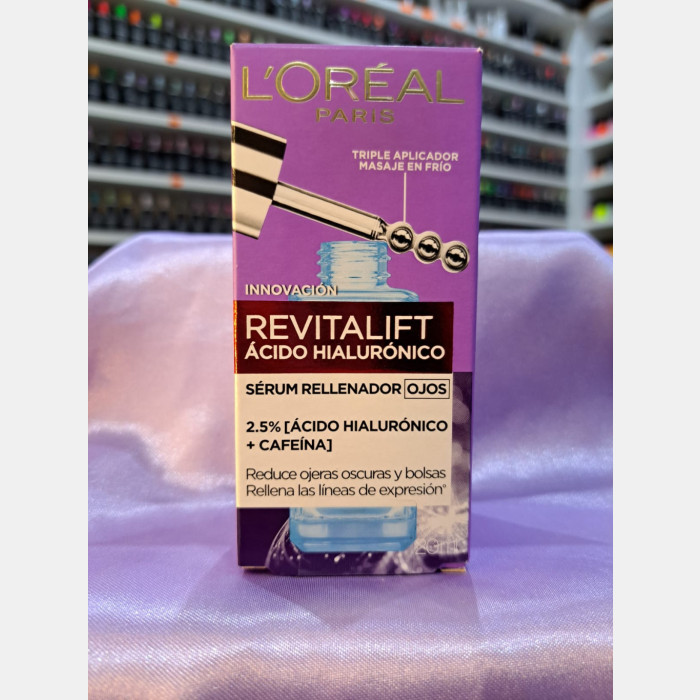 L'ORÉAL
PARIS
TRIPLE APLICADOR
MASAJE EN FRÍO
INNOVACIÓN
REVITALIFT
ÁCIDO HIALURÓNICO
SÉRUM RELLENADOR OJOS
2.5% [ÁCIDO HIALURÓNICO
+ CAFEÍNA]
Reduce ojeras oscuras y bolsas
Rellena las líneas de expresión*
20ml